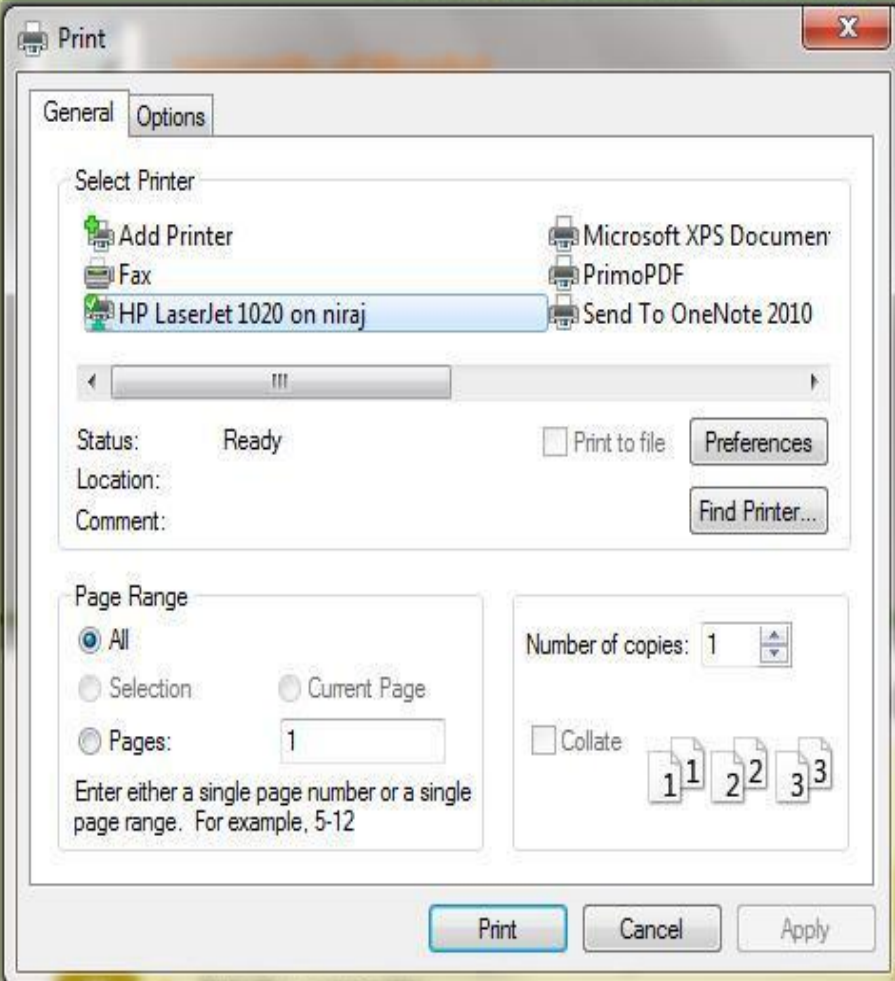 Print
General Options
Select Printer
Add Printer
Microsoft XPS Documen
Fax
PrimoPDF
HP LaserJet 1020 on niraj
Send To OneNote 2010
Status: Ready
Print to file
Preferences
Location:
Comment:
Find Printer...
Page Range
All
Selection Current Page
Pages: 1
Enter either a single page number or a single
page range. For example, 5-12
Number of copies: 1
Collate
1 1 2 2 3 3
Print Cancel Apply